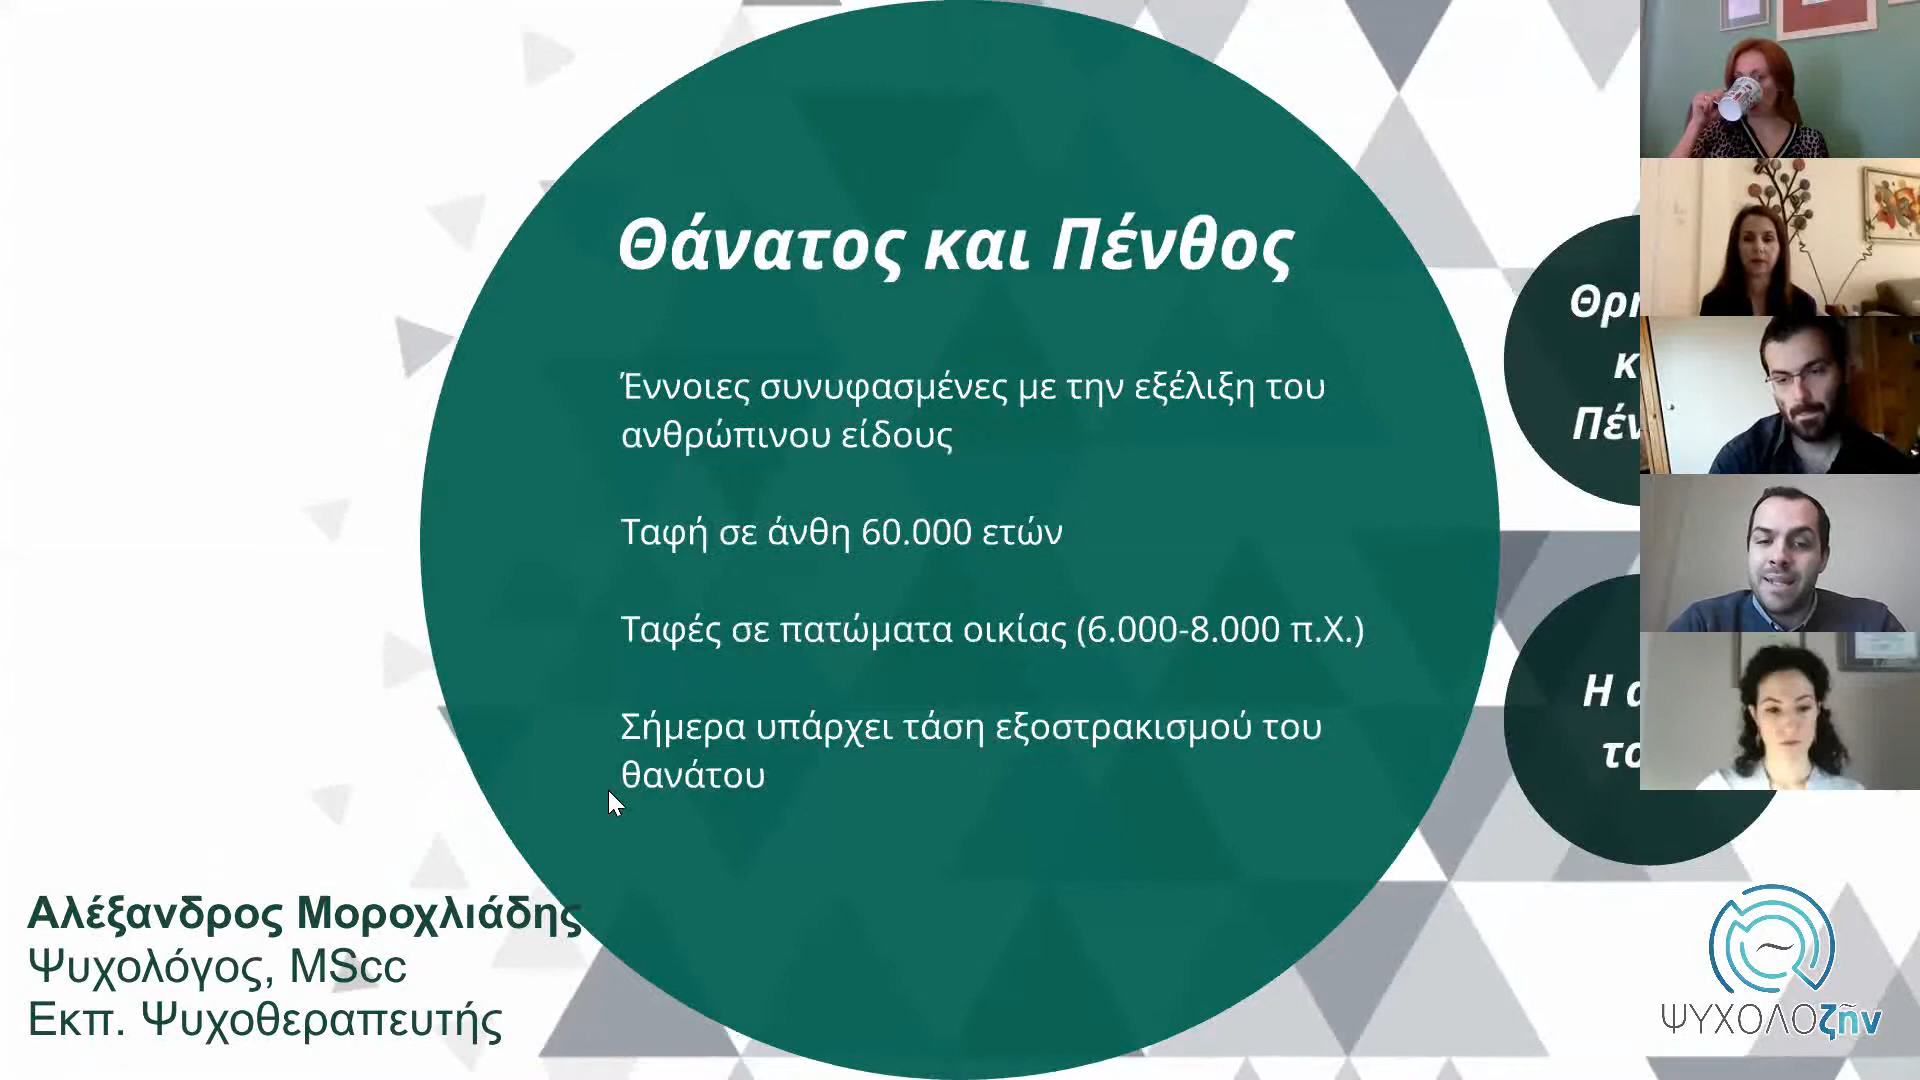 Θάνατος και Πένθος
Έννοιες συνυφασμένες με την εξέλιξη του
ανθρώπινου είδους
Ταφή σε άνθη 60.000 ετών
Ταφές σε πατώματα οικίας (6.000-8.000 π.Χ.)
Σήμερα υπάρχει τάση εξοστρακισμού του
θανάτου
Η
Αλέξανδρος Μοροχλιάδης
Ψυχολόγος, MScc
Εκπ. Ψυχοθεραπευτής
ΨΥΧΟΛΟζῆν